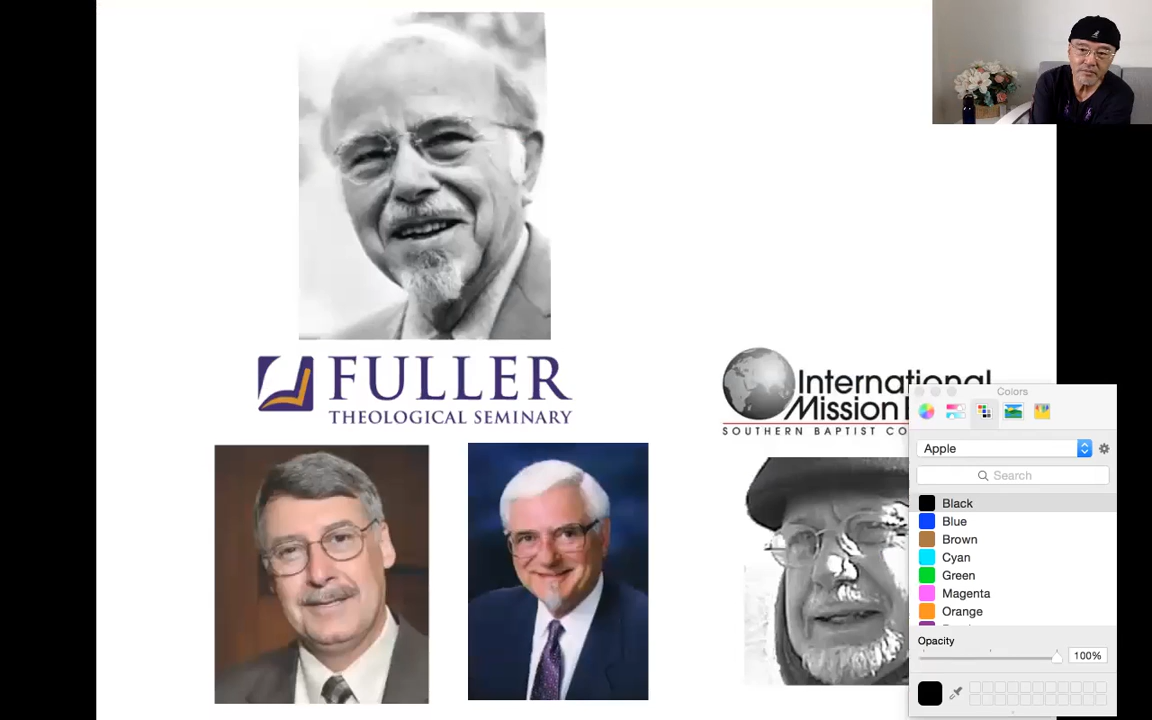 FULLER
THEOLOGICAL SEMINARY
International
Mission
SOUTHERN BAPTIST
Colors
Apple
Search
Black
Blue
Brown
Cyan
Green
Magenta
Orange
Opacity
100%